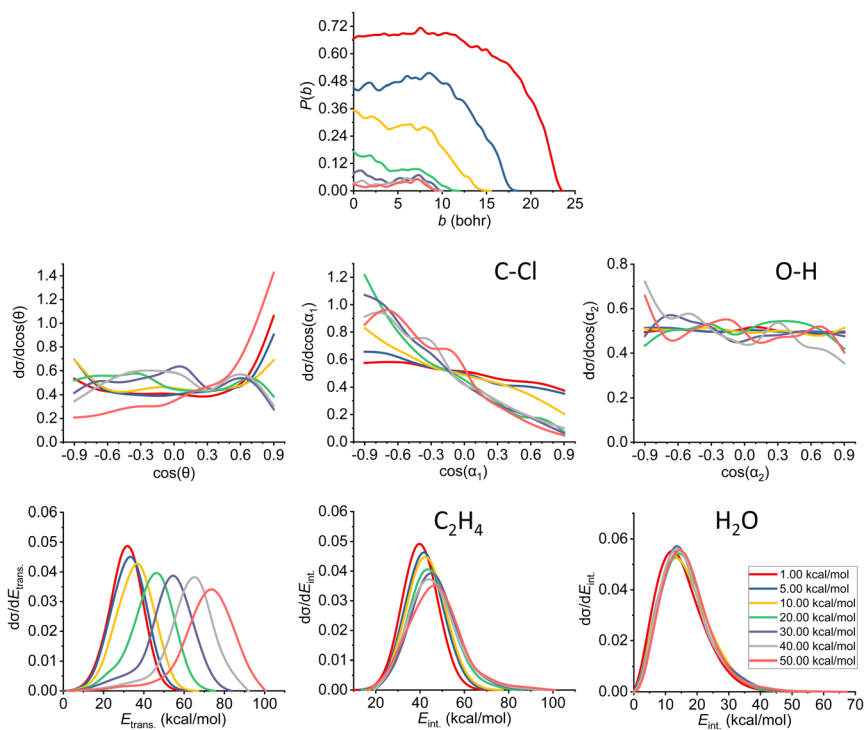 0.72
0.60
0.48
0.36
0.24
0.12
0.00
P(b)
0 5 10 15 20 25
b (bohr)
1.4
1.2
1.0
0.8
0.6
0.4
0.2
0.0
dσ/dcos(θ)
-0.9 -0.6 -0.3 0.0 0.3 0.6 0.9
cos(θ)
C-Cl
1.2
1.0
0.8
0.6
0.4
0.2
0.0
dσ/dcos(α₁)
-0.9 -0.6 -0.3 0.0 0.3 0.6 0.9
cos(α₁)
O-H
0.8
0.6
0.4
0.2
0.0
dσ/dcos(α₂)
-0.9 -0.6 -0.3 0.0 0.3 0.6 0.9
cos(α₂)
0.06
0.05
0.04
0.03
0.02
0.01
0.00
dσ/dEtrans.
0 20 40 60 80 100
Etrans. (kcal/mol)
C₂H₄
0.06
0.05
0.04
0.03
0.02
0.01
0.00
dσ/dEint.
20 40 60 80 100
Eint. (kcal/mol)
H₂O
0.06
0.04
0.02
0.00
dσ/dEint.
0 10 20 30 40 50 60 70
Eint. (kcal/mol)
1.00 kcal/mol
5.00 kcal/mol
10.00 kcal/mol
20.00 kcal/mol
30.00 kcal/mol
40.00 kcal/mol
50.00 kcal/mol